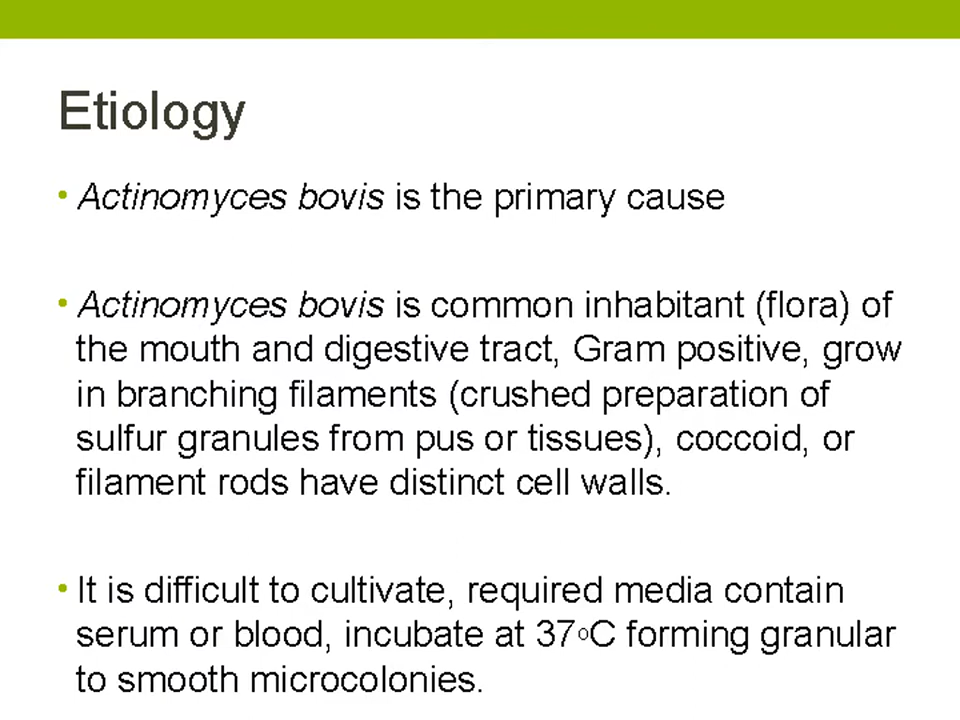 Etiology
• Actinomyces bovis is the primary cause
• Actinomyces bovis is common inhabitant (flora) of
the mouth and digestive tract, Gram positive, grow
in branching filaments (crushed preparation of
sulfur granules from pus or tissues), coccoid, or
filament rods have distinct cell walls.
• It is difficult to cultivate, required media contain
serum or blood, incubate at 37ᵒC forming granular
to smooth microcolonies.